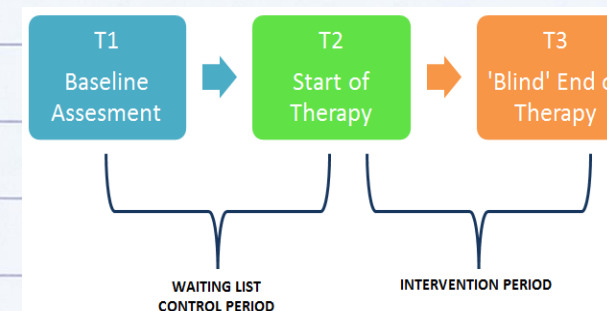 T1
Baseline
Assesment
T2
Start of
Therapy
T3
'Blind' End
Therapy
WAITING LIST
CONTROL PERIOD
INTERVENTION PERIOD